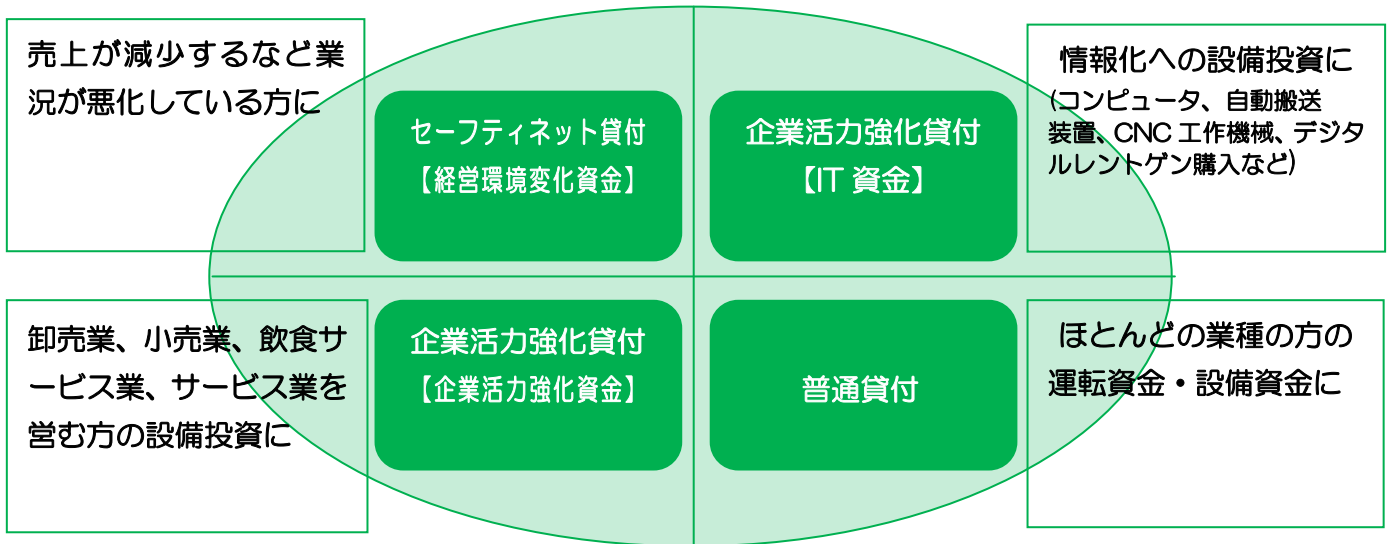 売上が減少するなど業
況が悪化している方に
セーフティネット貸付
【経営環境変化資金】
企業活力強化貸付
【IT 資金】
情報化への設備投資に
(コンピュータ、自動搬送
装置、CNC 工作機械、デジタ
ルレントゲン購入など)
卸売業、小売業、飲食サ
ービス業、サービス業を
営む方の設備投資に
企業活力強化貸付
【企業活力強化資金】
普通貸付
ほとんどの業種の方の
運転資金・設備資金に